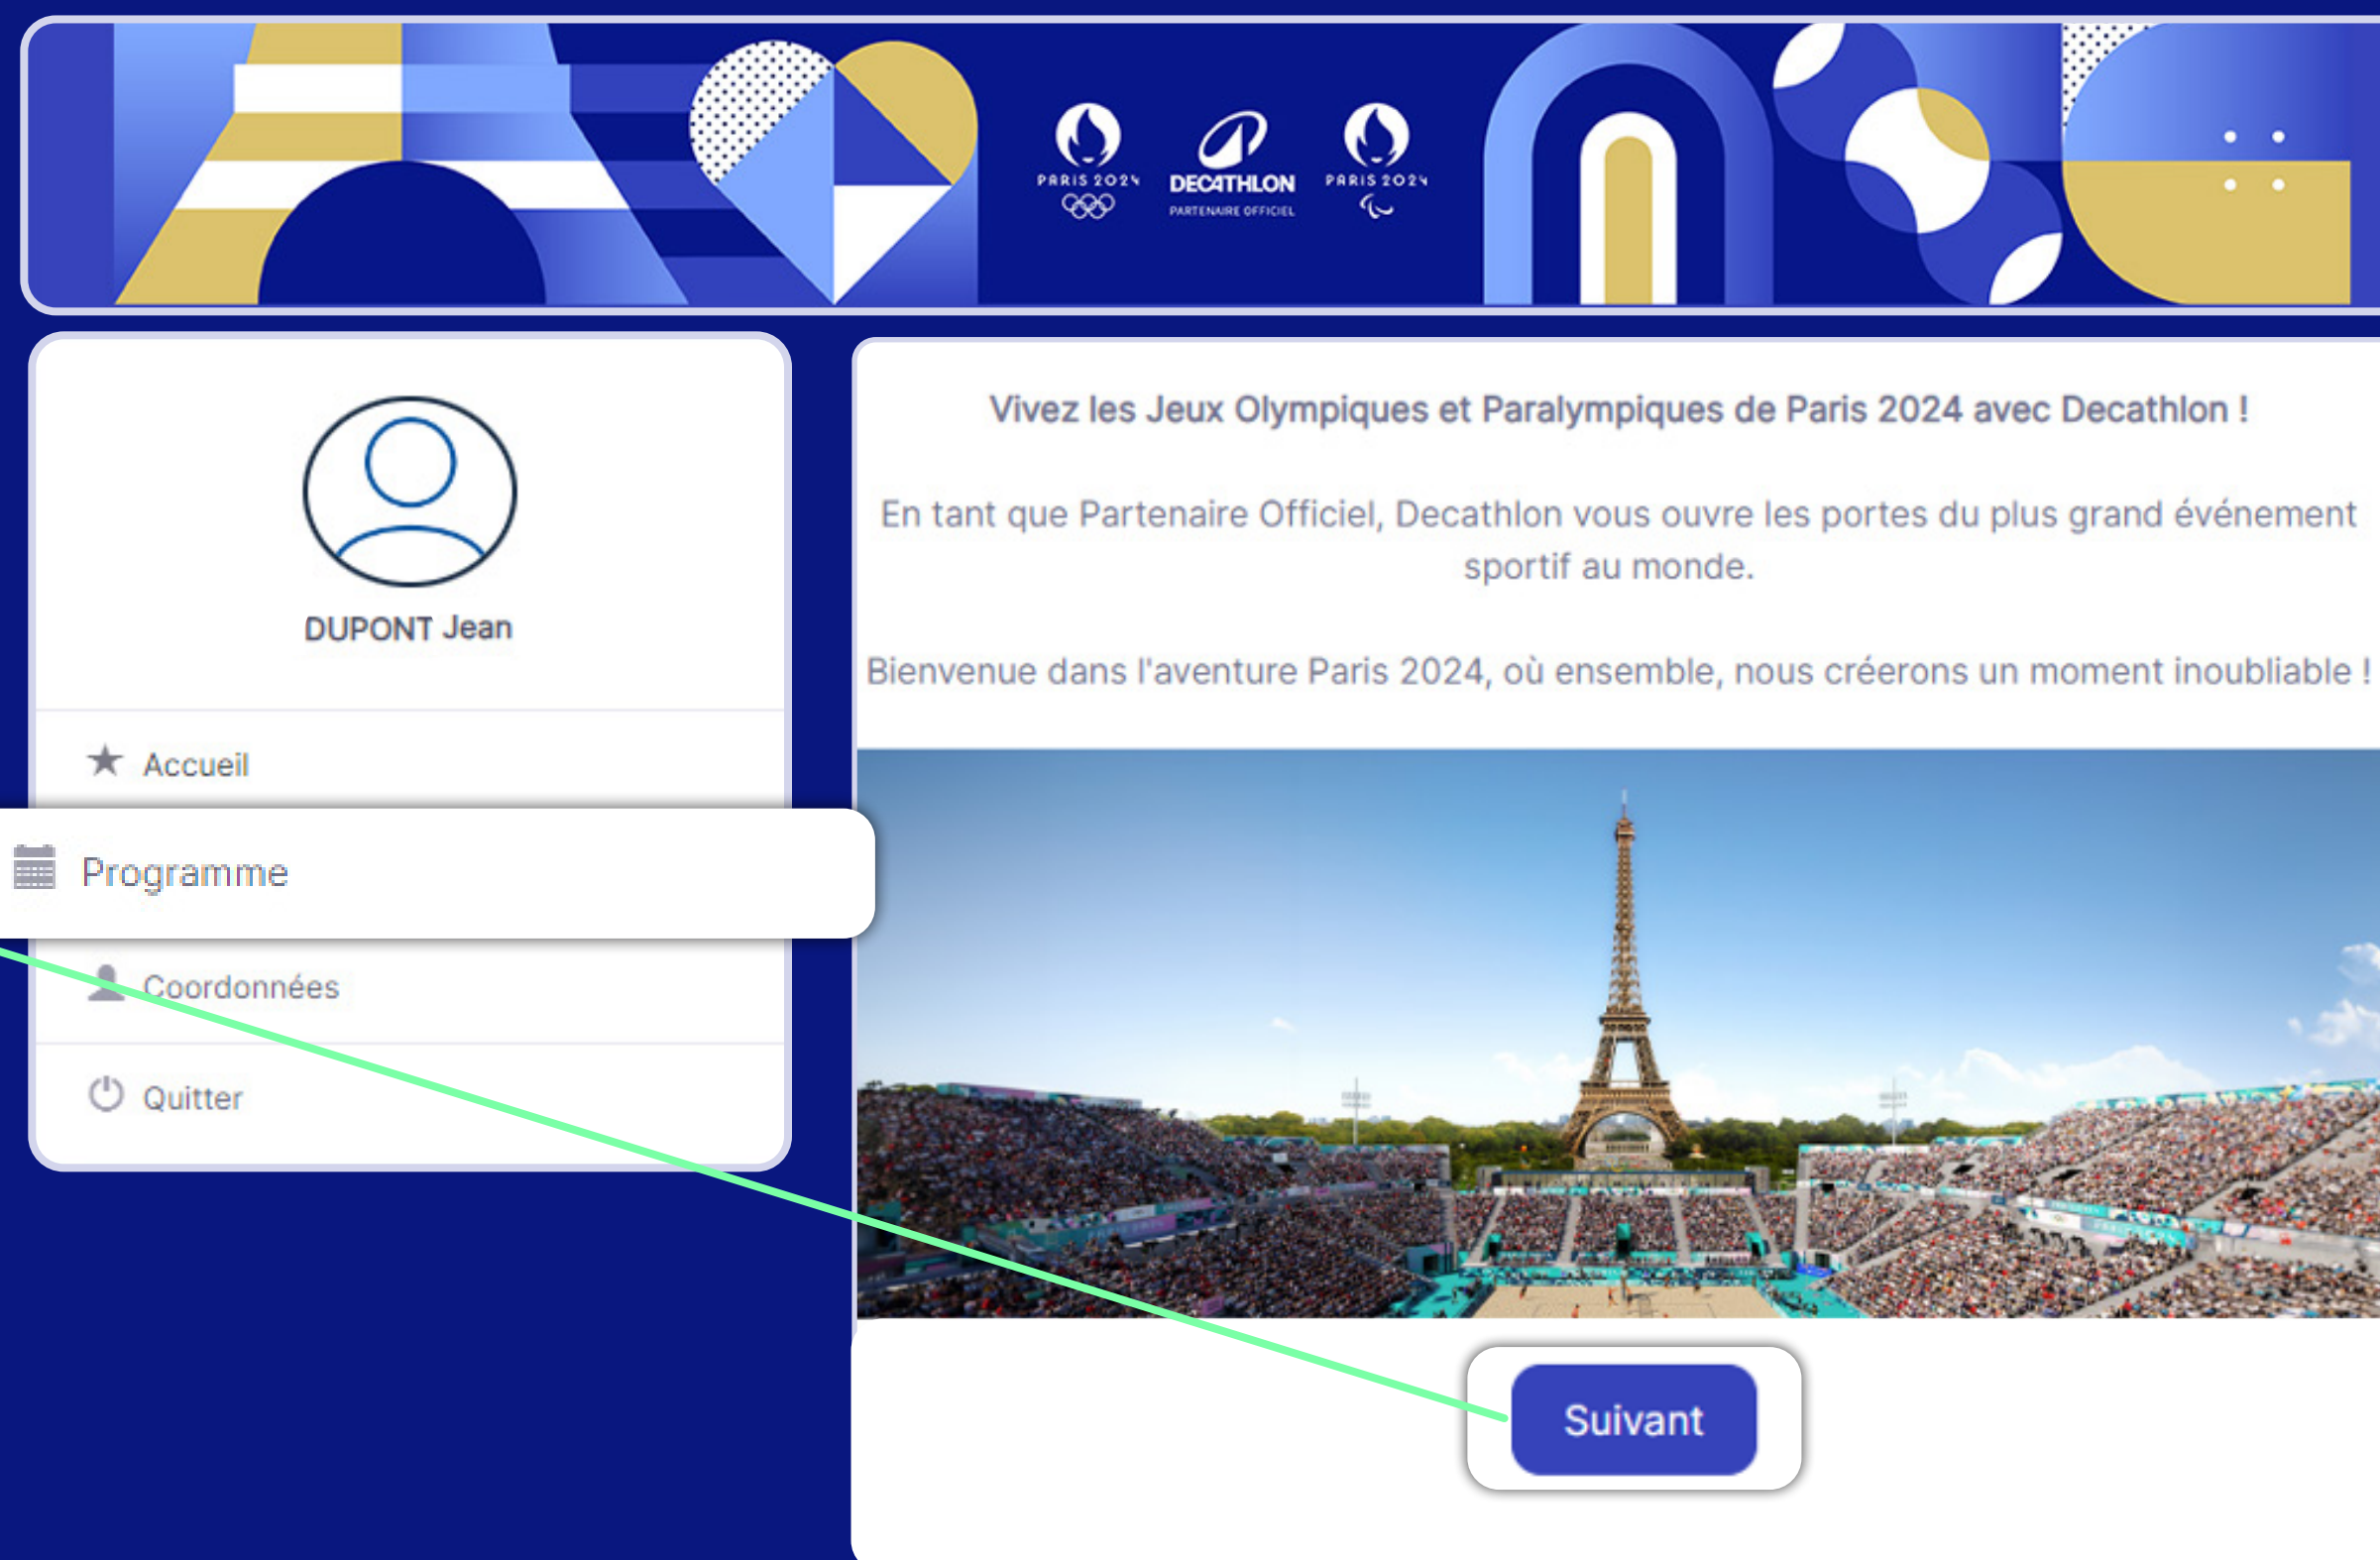 PARIS 2024
DECATHLON
PARTENAIRE OFFICIEL
PARIS 2024
DUPONT Jean
Accueil
Programme
Coordonnées
Quitter
Vivez les Jeux Olympiques et Paralympiques de Paris 2024 avec Decathlon !
En tant que Partenaire Officiel, Decathlon vous ouvre les portes du plus grand événement
sportif au monde.
Bienvenue dans l'aventure Paris 2024, où ensemble, nous créerons un moment inoubliable !
Suivant